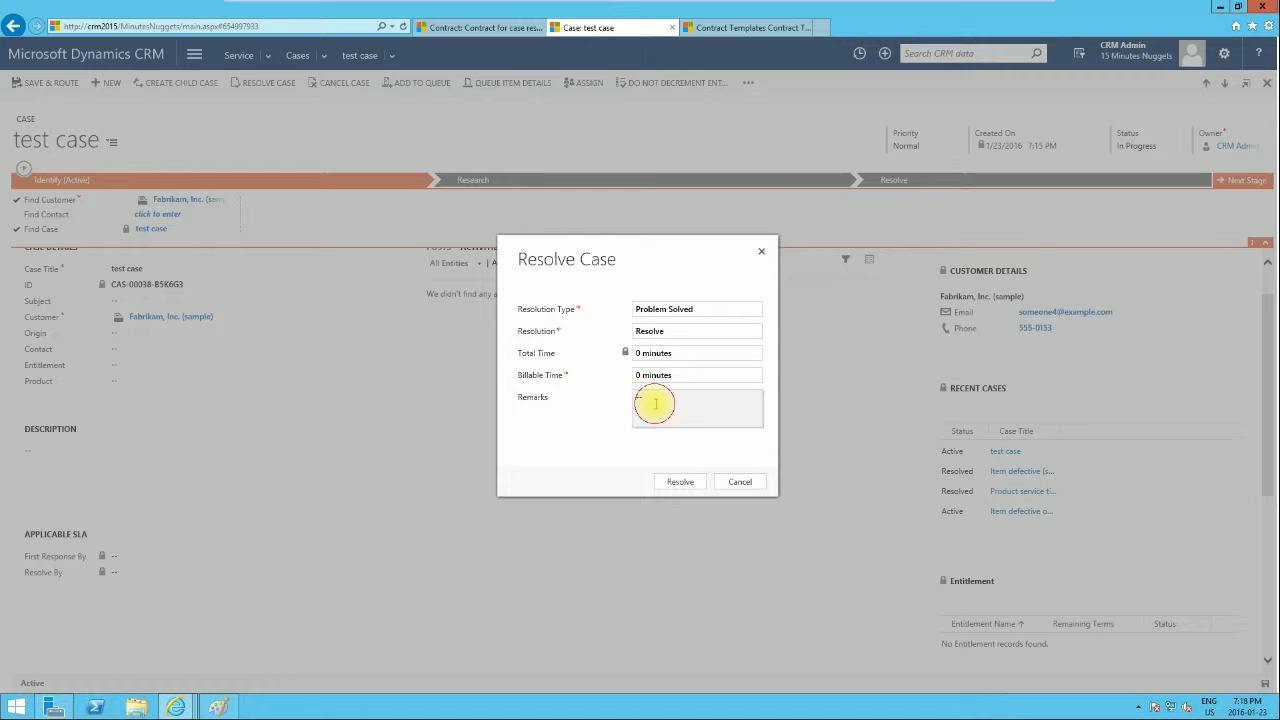 http://crm2015/MinutesNuggets/main.aspx#654997933
Contract: Contract for case res...
Case: test case
Contract Templates Contract T...
Microsoft Dynamics CRM
Service
Cases
test case
Search CRM data
CRM Admin
15 Minutes Nuggets
?
SAVE & ROUTE
NEW
CREATE CHILD CASE
RESOLVE CASE
CANCEL CASE
ADD TO QUEUE
QUEUE ITEM DETAILS
ASSIGN
DO NOT DECREMENT ENT...
CASE
test case
Priority
Normal
Created On
1/23/2016 7:15 PM
Status
In Progress
Owner*
CRM Admin
Identify (Active)
Research
Resolve
Next Stage
Find Customer* Fabrikam, Inc. (sam
Find Contact click to enter
Find Case test case
CASE DETAILS
Case Title* test case
ID CAS-00038-B5K6G3
Subject --
Customer* Fabrikam, Inc. (sample)
Origin --
Contact --
Entitlement --
Product --
DESCRIPTION
--
APPLICABLE SLA
First Response By --
Resolve By --
POSTS
All Entities
We didn't find any a
Resolve Case
Resolution Type* Problem Solved
Resolution* Resolve
Total Time 0 minutes
Billable Time* 0 minutes
Remarks --
Resolve
Cancel
CUSTOMER DETAILS
Fabrikam, Inc. (sample)
Email someone4@example.com
Phone 555-0153
RECENT CASES
Status Case Title
Active test case
Resolved Item defective (s...
Resolved Product service ti...
Active Item defective o...
Entitlement
Entitlement Name Remaining Terms Status
No Entitlement records found.
Active
ENG
US
7:18 PM
2016-01-23